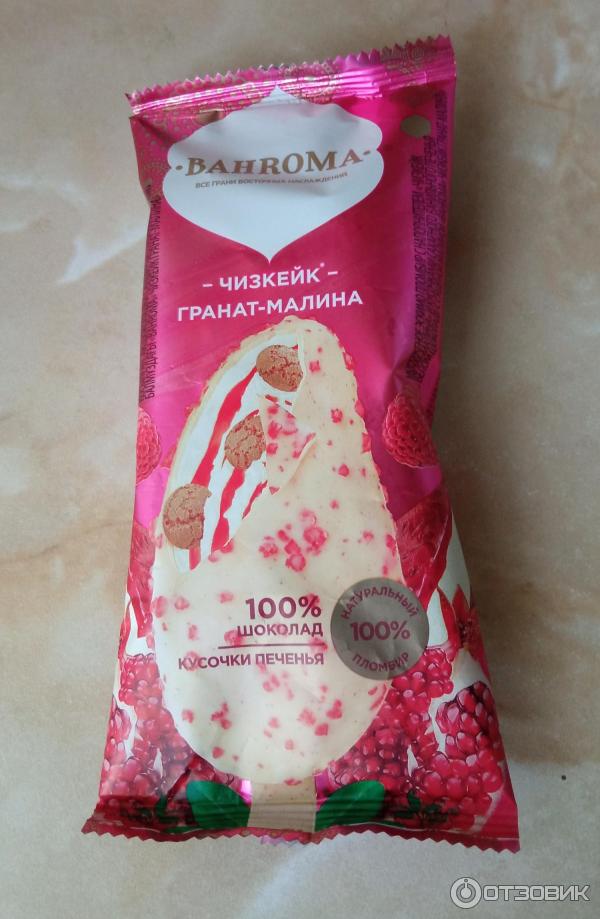 ·BAHROMA·
ВСЕ ГРАНИ ВОСТОЧНЫХ НАСЛАЖДЕНИЙ
– ЧИЗКЕЙК* –
ГРАНАТ-МАЛИНА
100%
ШОКОЛАД
КУСОЧКИ ПЕЧЕНЬЯ
НАТУРАЛЬНЫЙ
100%
ПЛОМБИР
ОТЗОВИК